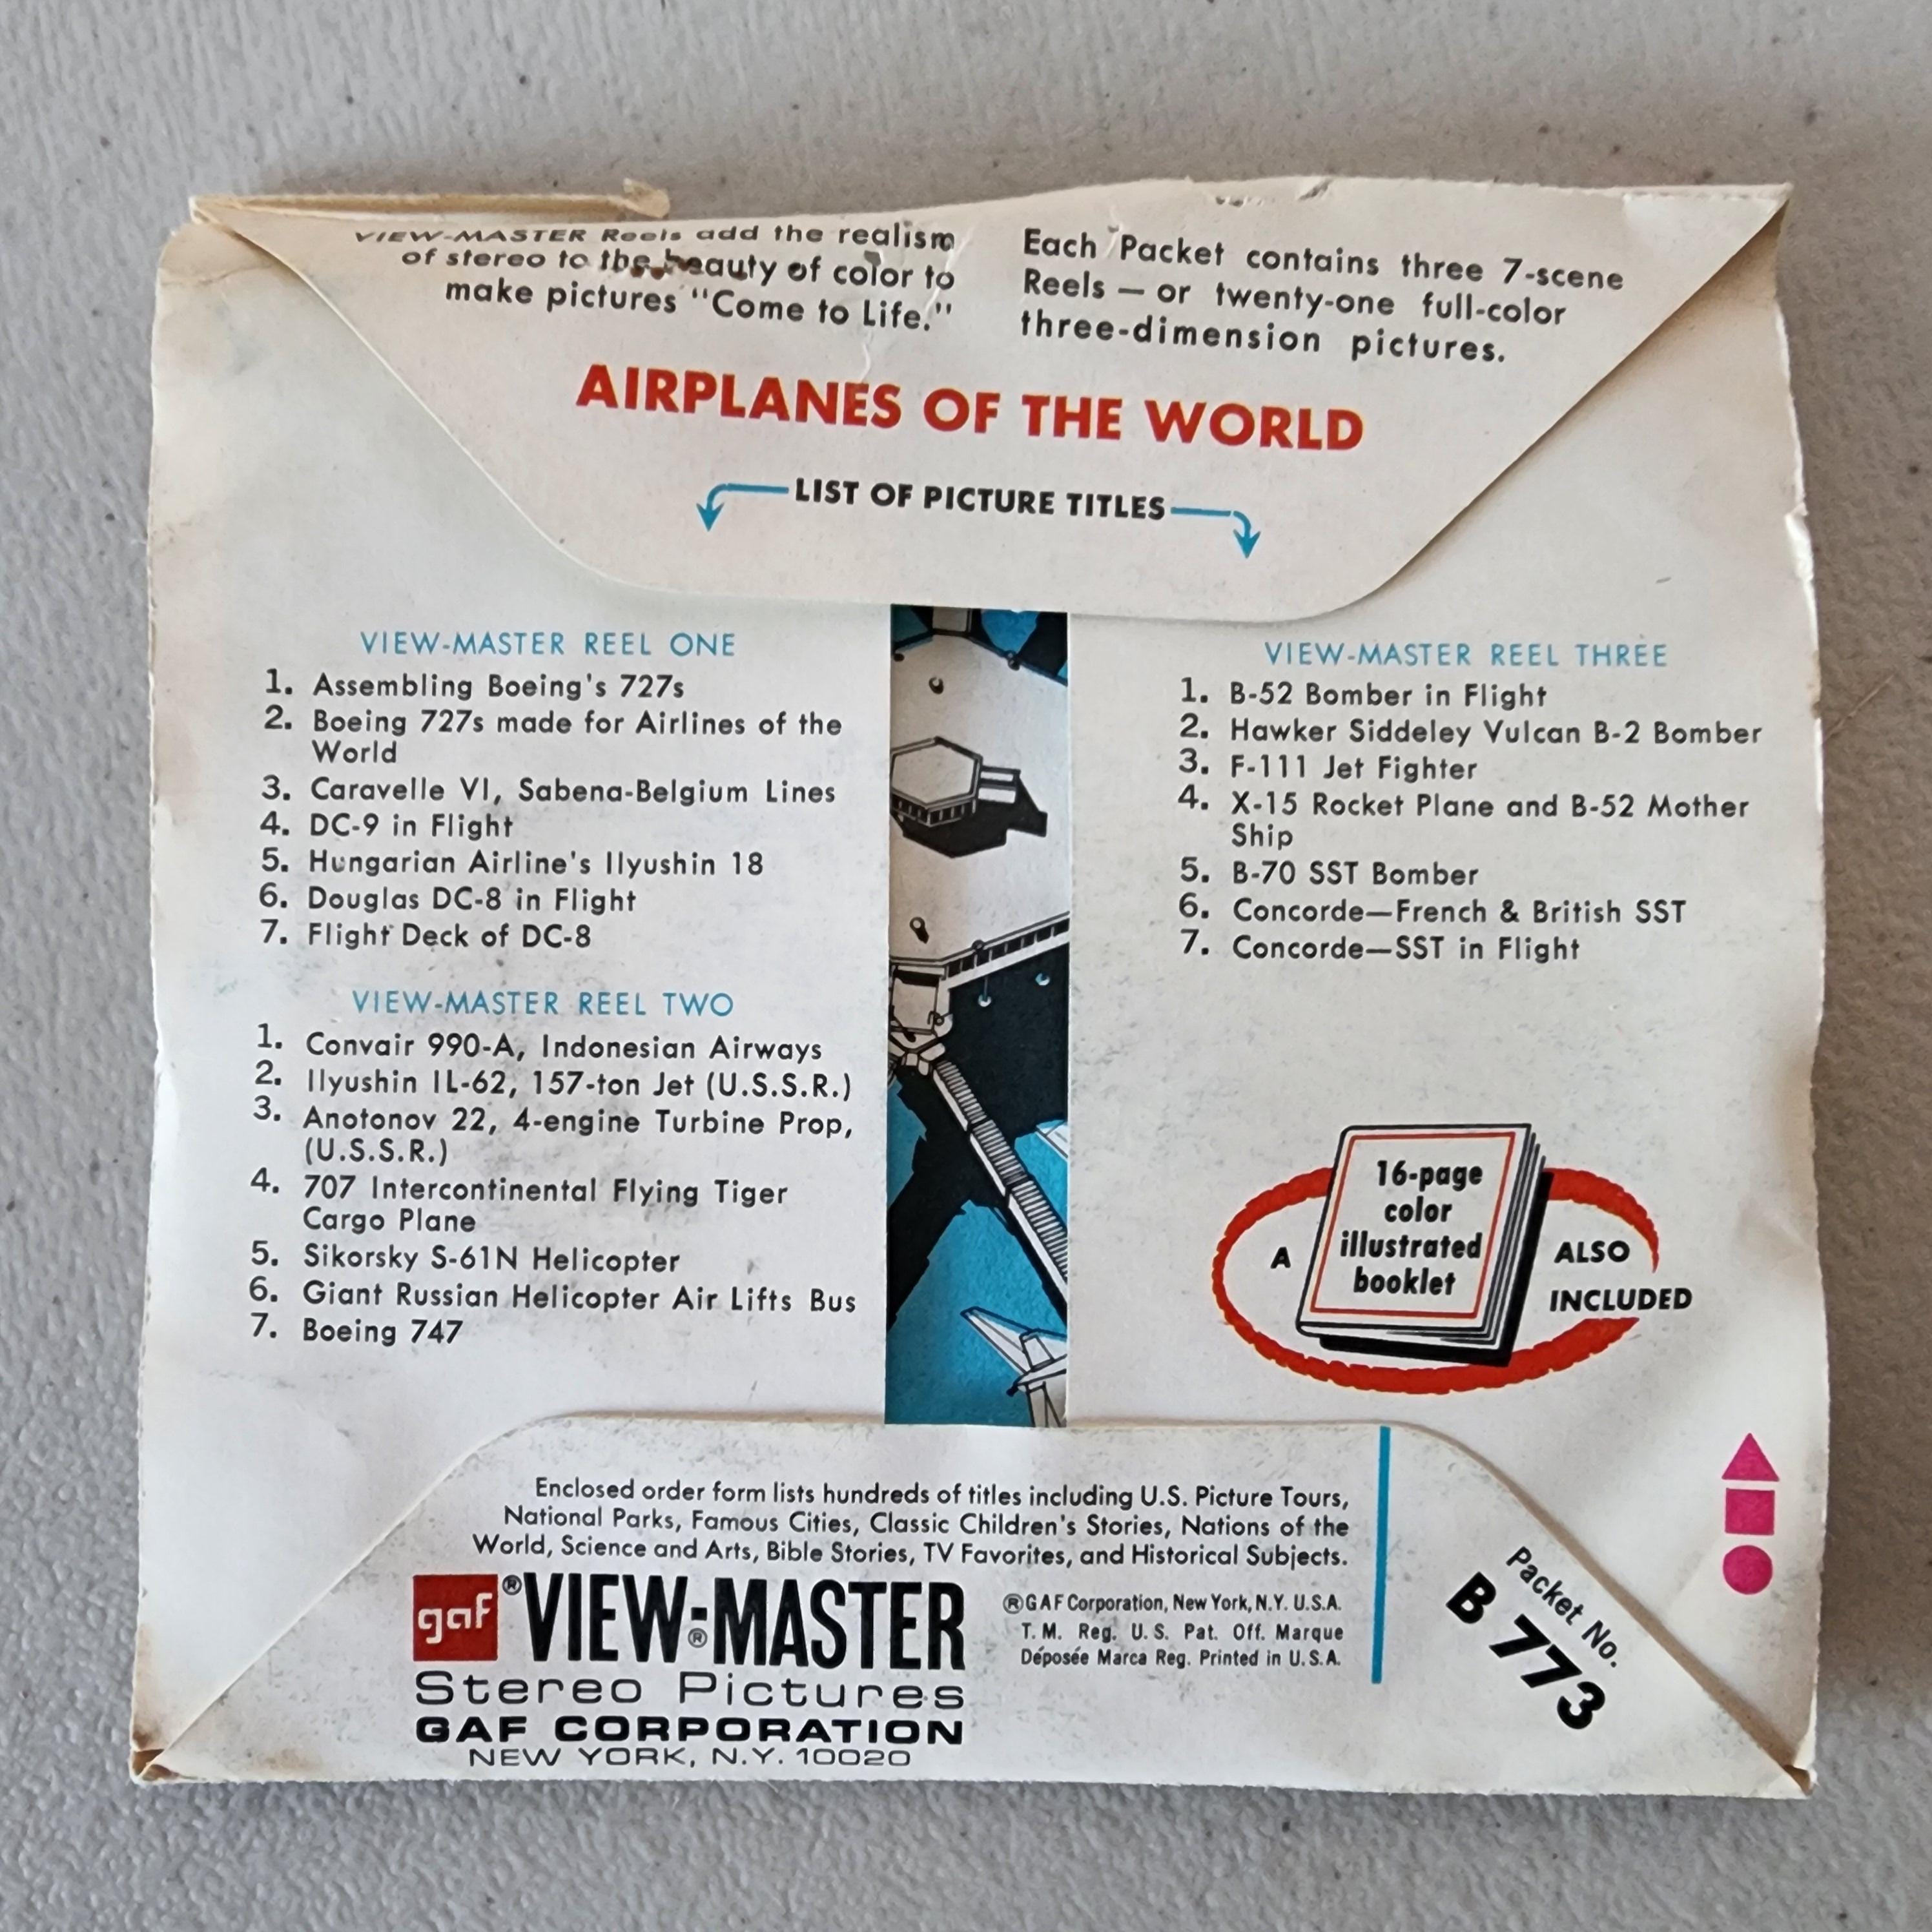 VIEW-MASTER Reels add the realism
of stereo to the beauty of color to
make pictures "Come to Life."
Each Packet contains three 7-scene
Reels — or twenty-one full-color
three-dimension pictures.
AIRPLANES OF THE WORLD
LIST OF PICTURE TITLES
VIEW-MASTER REEL ONE
1. Assembling Boeing's 727s
2. Boeing 727s made for Airlines of the
World
3. Caravelle VI, Sabena-Belgium Lines
4. DC-9 in Flight
5. Hungarian Airline's Ilyushin 18
6. Douglas DC-8 in Flight
7. Flight Deck of DC-8
VIEW-MASTER REEL TWO
1. Convair 990-A, Indonesian Airways
2. Ilyushin IL-62, 157-ton Jet (U.S.S.R.)
3. Anotonov 22, 4-engine Turbine Prop,
(U.S.S.R.)
4. 707 Intercontinental Flying Tiger
Cargo Plane
5. Sikorsky S-61N Helicopter
6. Giant Russian Helicopter Air Lifts Bus
7. Boeing 747
VIEW-MASTER REEL THREE
1. B-52 Bomber in Flight
2. Hawker Siddeley Vulcan B-2 Bomber
3. F-111 Jet Fighter
4. X-15 Rocket Plane and B-52 Mother
Ship
5. B-70 SST Bomber
6. Concorde—French & British SST
7. Concorde—SST in Flight
A
16-page
color
illustrated
booklet
ALSO
INCLUDED
Enclosed order form lists hundreds of titles including U.S. Picture Tours,
National Parks, Famous Cities, Classic Children's Stories, Nations of the
World, Science and Arts, Bible Stories, TV Favorites, and Historical Subjects.
gaf® VIEW-MASTER®
Stereo Pictures
GAF CORPORATION
NEW YORK, N.Y. 10020
®GAF Corporation, New York, N.Y. U.S.A.
T. M. Reg. U. S. Pat. Off. Marque
Déposée Marca Reg. Printed in U.S.A.
Packet No.
B 773